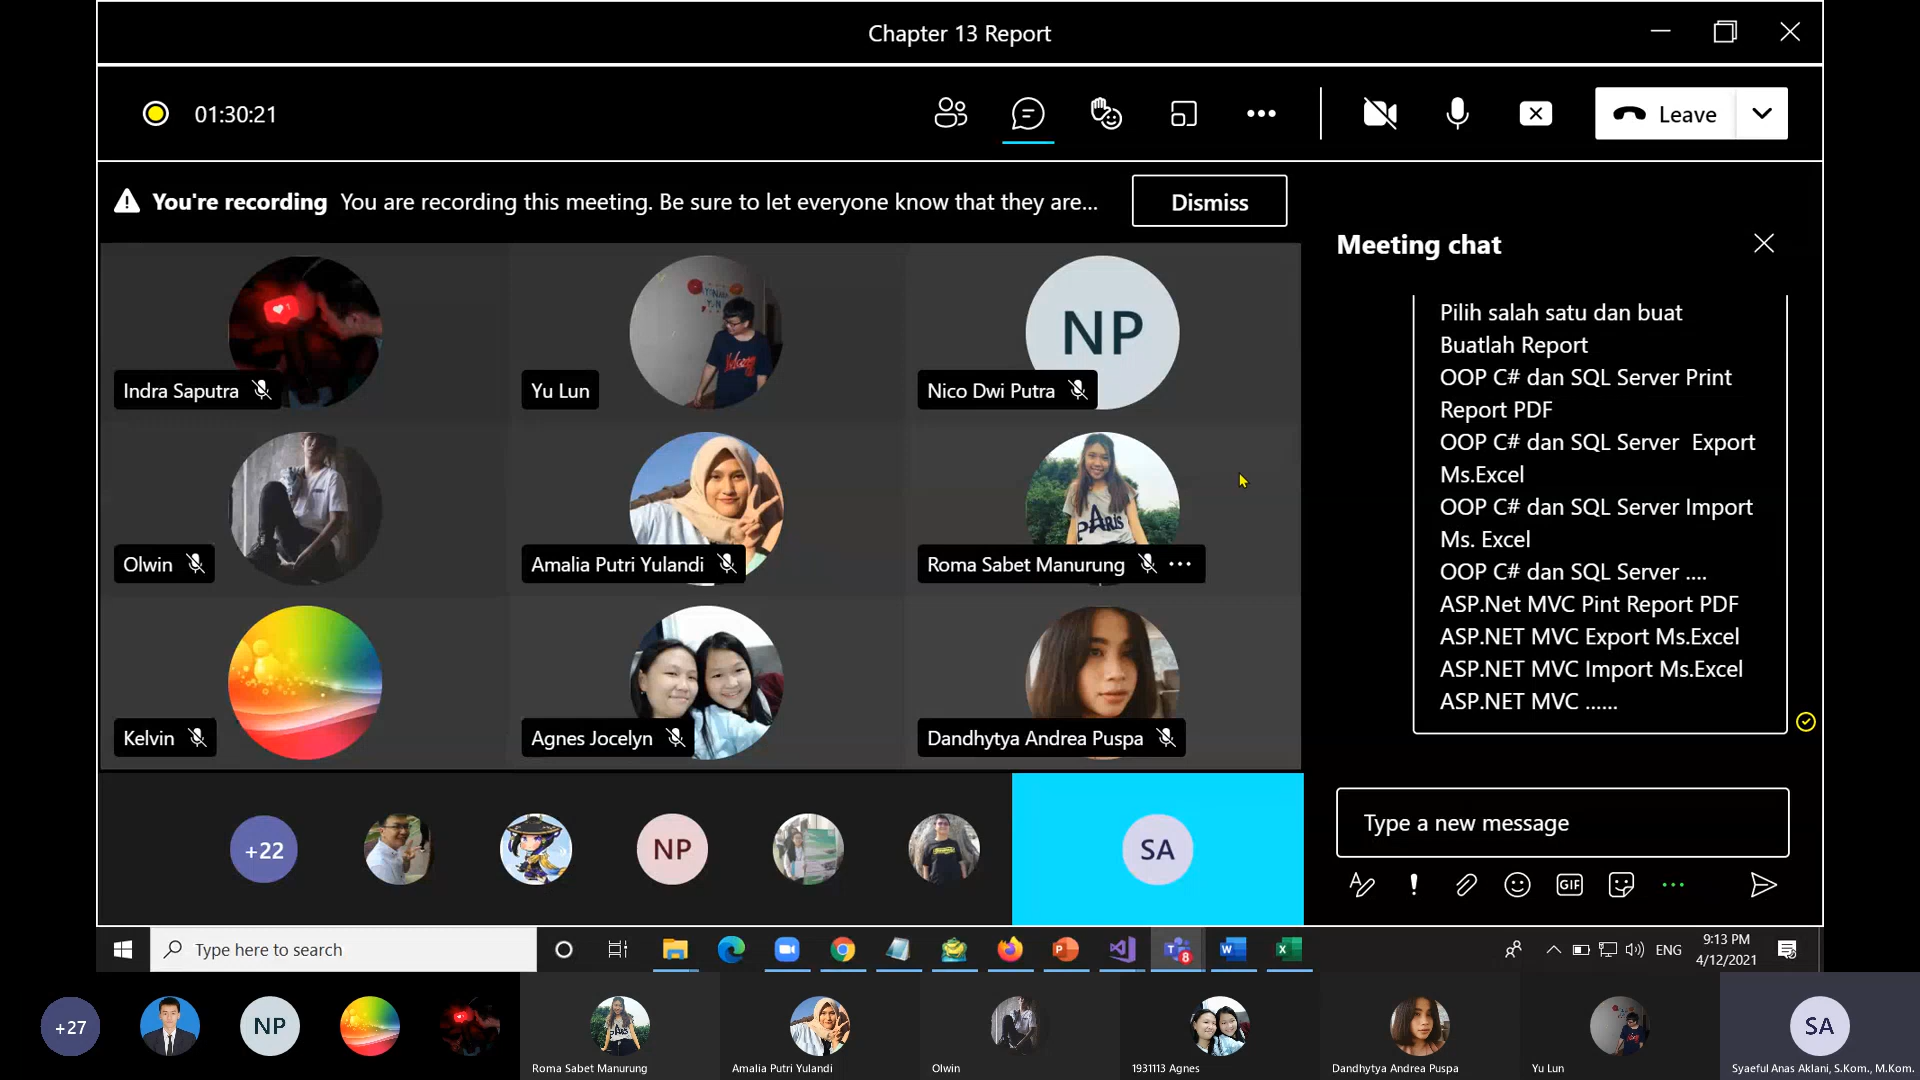 Chapter 13 Report
01:30:21
Leave
You're recording You are recording this meeting. Be sure to let everyone know that they are...
Dismiss
Meeting chat
Pilih salah satu dan buat
Buatlah Report
OOP C# dan SQL Server Print
Report PDF
OOP C# dan SQL Server  Export
Ms.Excel
OOP C# dan SQL Server Import
Ms. Excel
OOP C# dan SQL Server ....
ASP.Net MVC Pint Report PDF
ASP.NET MVC Export Ms.Excel
ASP.NET MVC Import Ms.Excel
ASP.NET MVC ......
NP
Indra Saputra
Yu Lun
Nico Dwi Putra
PARIS
Olwin
Amalia Putri Yulandi
Roma Sabet Manurung
Kelvin
Agnes Jocelyn
Dandhytya Andrea Puspa
+22
NP
SA
Type a new message
GIF
Type here to search
8
ENG
9:13 PM
4/12/2021
+27
NP
SA
Roma Sabet Manurung
Amalia Putri Yulandi
Olwin
1931113 Agnes
Dandhytya Andrea Puspa
Yu Lun
Syaeful Anas Aklani, S.Kom., M.Kom.